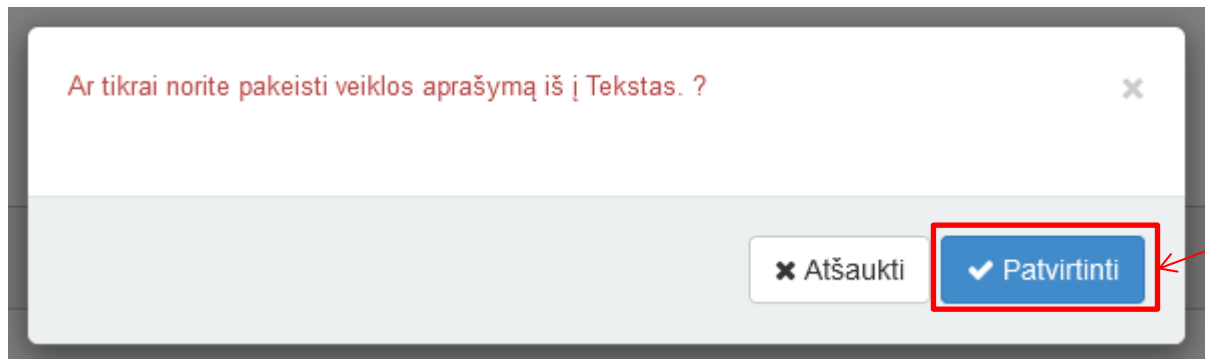 Ar tikrai norite pakeisti veiklos aprašymą iš į Tekstas. ?
Atšaukti
Patvirtinti